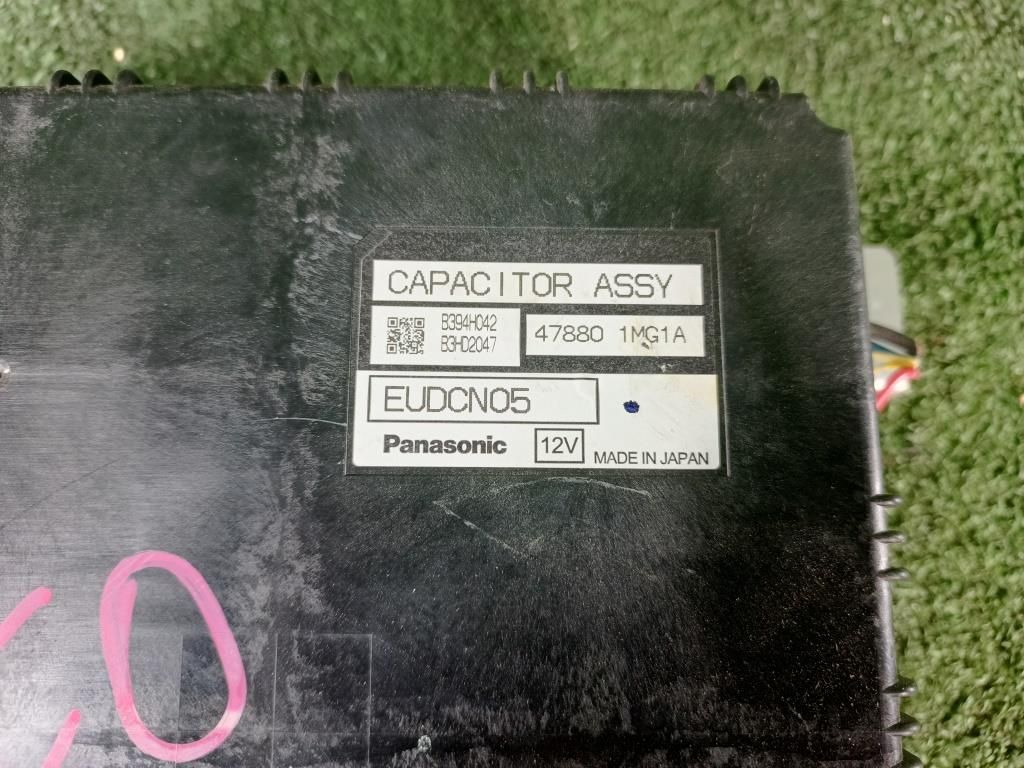 CAPACITOR ASSY
B394H042
B3HD2047
47880 1MG1A
EUDCN05
Panasonic 12V MADE IN JAPAN